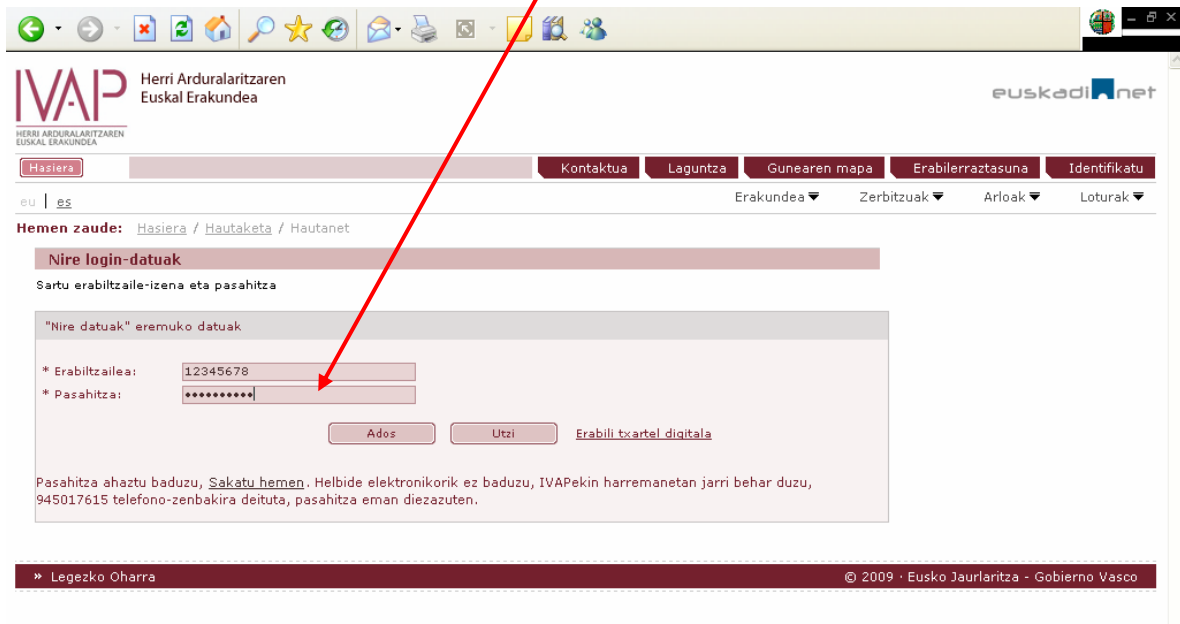 IVAP
Herri Arduralaritzaren
Euskal Erakundea
HERRI ARDURALARITZAREN
EUSKAL ERAKUNDEA
euskadi.net
Hasiera
Kontaktua
Laguntza
Gunearen mapa
Erabilerraztasuna
Identifikatu
eu | es
Erakundea
Zerbitzuak
Arloak
Loturak
Hemen zaude: Hasiera / Hautaketa / Hautanet
Nire login-datuak
Sartu erabiltzaile-izena eta pasahitza
"Nire datuak" eremuko datuak
* Erabiltzailea: 12345678
* Pasahitza: ••••••••••
Ados
Utzi
Erabili txartel digitala
Pasahitza ahaztu baduzu, Sakatu hemen. Helbide elektronikorik ez baduzu, IVAPekin harremanetan jarri behar duzu,
945017615 telefono-zenbakira deituta, pasahitza eman diezazuten.
» Legezko Oharra
© 2009 · Eusko Jaurlaritza - Gobierno Vasco